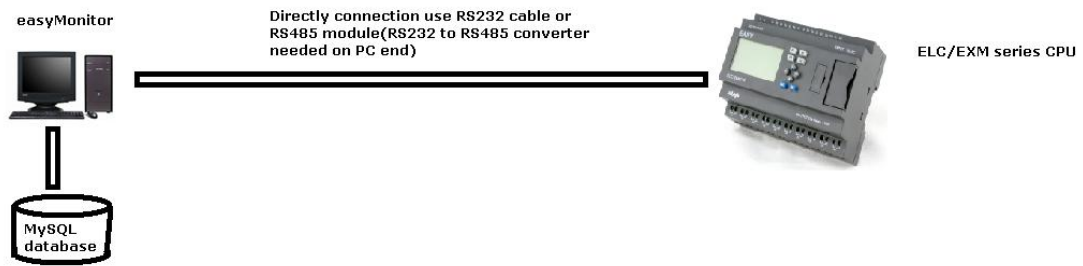 easyMonitor
Directly connection use RS232 cable or
RS485 module(RS232 to RS485 converter
needed on PC end)
ELC/EXM series CPU
EASY
MySQL
database